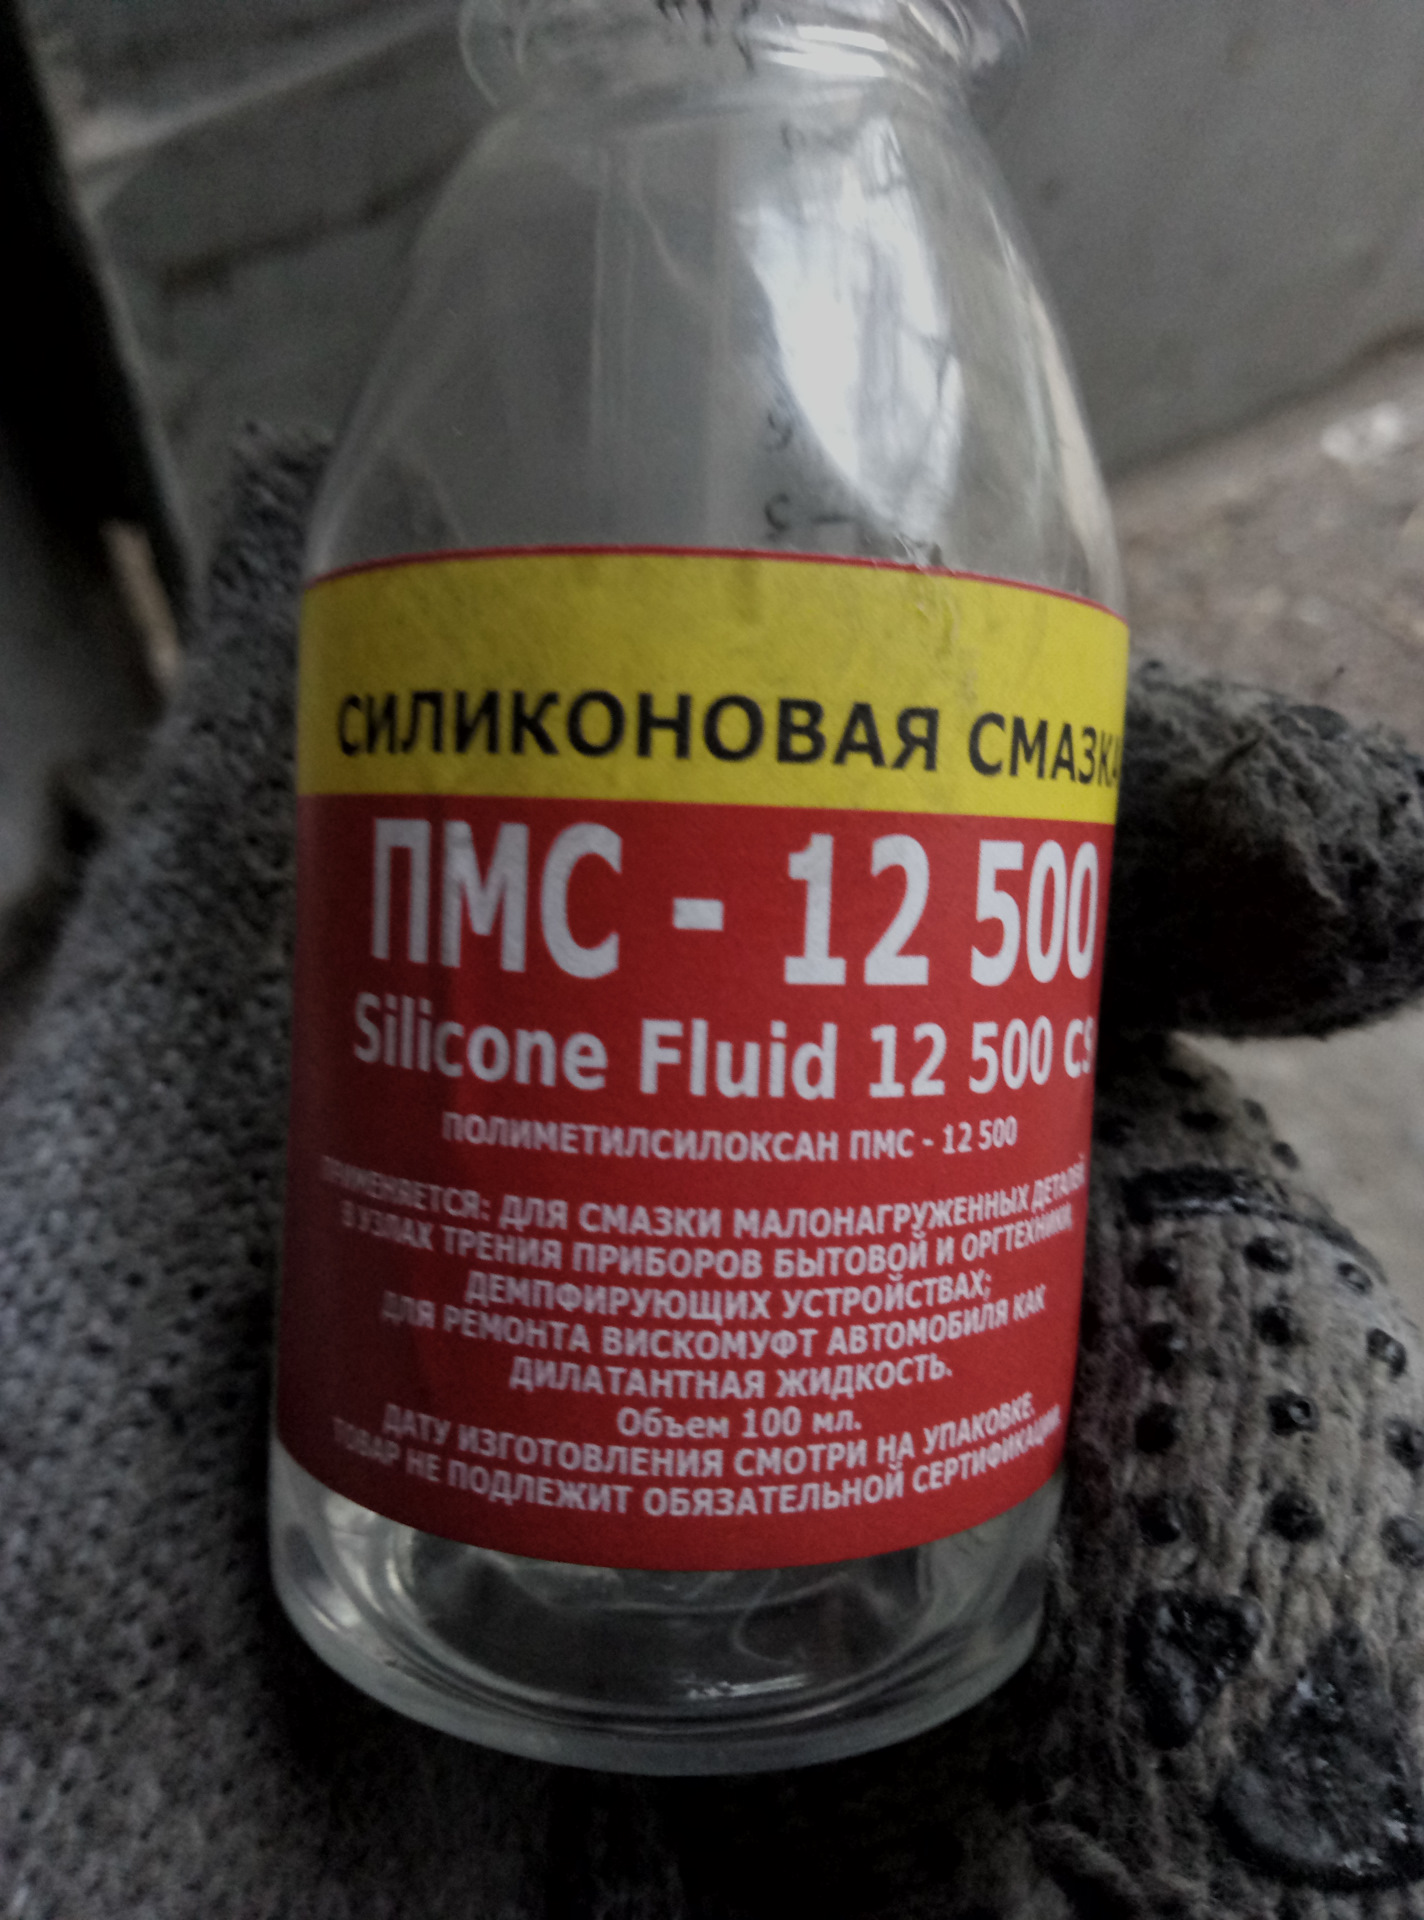 СИЛИКОНОВАЯ СМАЗКА
ПМС - 12 500
Silicone Fluid 12 500 cs
ПОЛИМЕТИЛСИЛОКСАН ПМС - 12 500
ПРИМЕНЯЕТСЯ: ДЛЯ СМАЗКИ МАЛОНАГРУЖЕННЫХ ДЕТАЛЕЙ
В УЗЛАХ ТРЕНИЯ ПРИБОРОВ БЫТОВОЙ И ОРГТЕХНИКИ,
ДЕМПФИРУЮЩИХ УСТРОЙСТВАХ;
ДЛЯ РЕМОНТА ВИСКОМУФТ АВТОМОБИЛЯ КАК
ДИЛАТАНТНАЯ ЖИДКОСТЬ.
Объем 100 мл.
ДАТУ ИЗГОТОВЛЕНИЯ СМОТРИ НА УПАКОВКЕ.
ТОВАР НЕ ПОДЛЕЖИТ ОБЯЗАТЕЛЬНОЙ СЕРТИФИКАЦИИ.